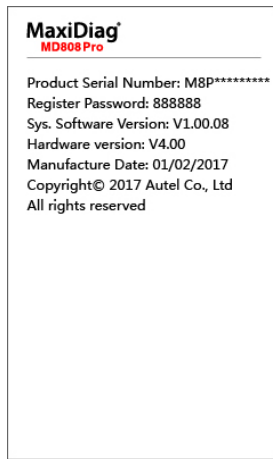 MaxiDiag®
MD808 Pro
Product Serial Number: M8P*********
Register Password: 888888
Sys. Software Version: V1.00.08
Hardware version: V4.00
Manufacture Date: 01/02/2017
Copyright© 2017 Autel Co., Ltd
All rights reserved